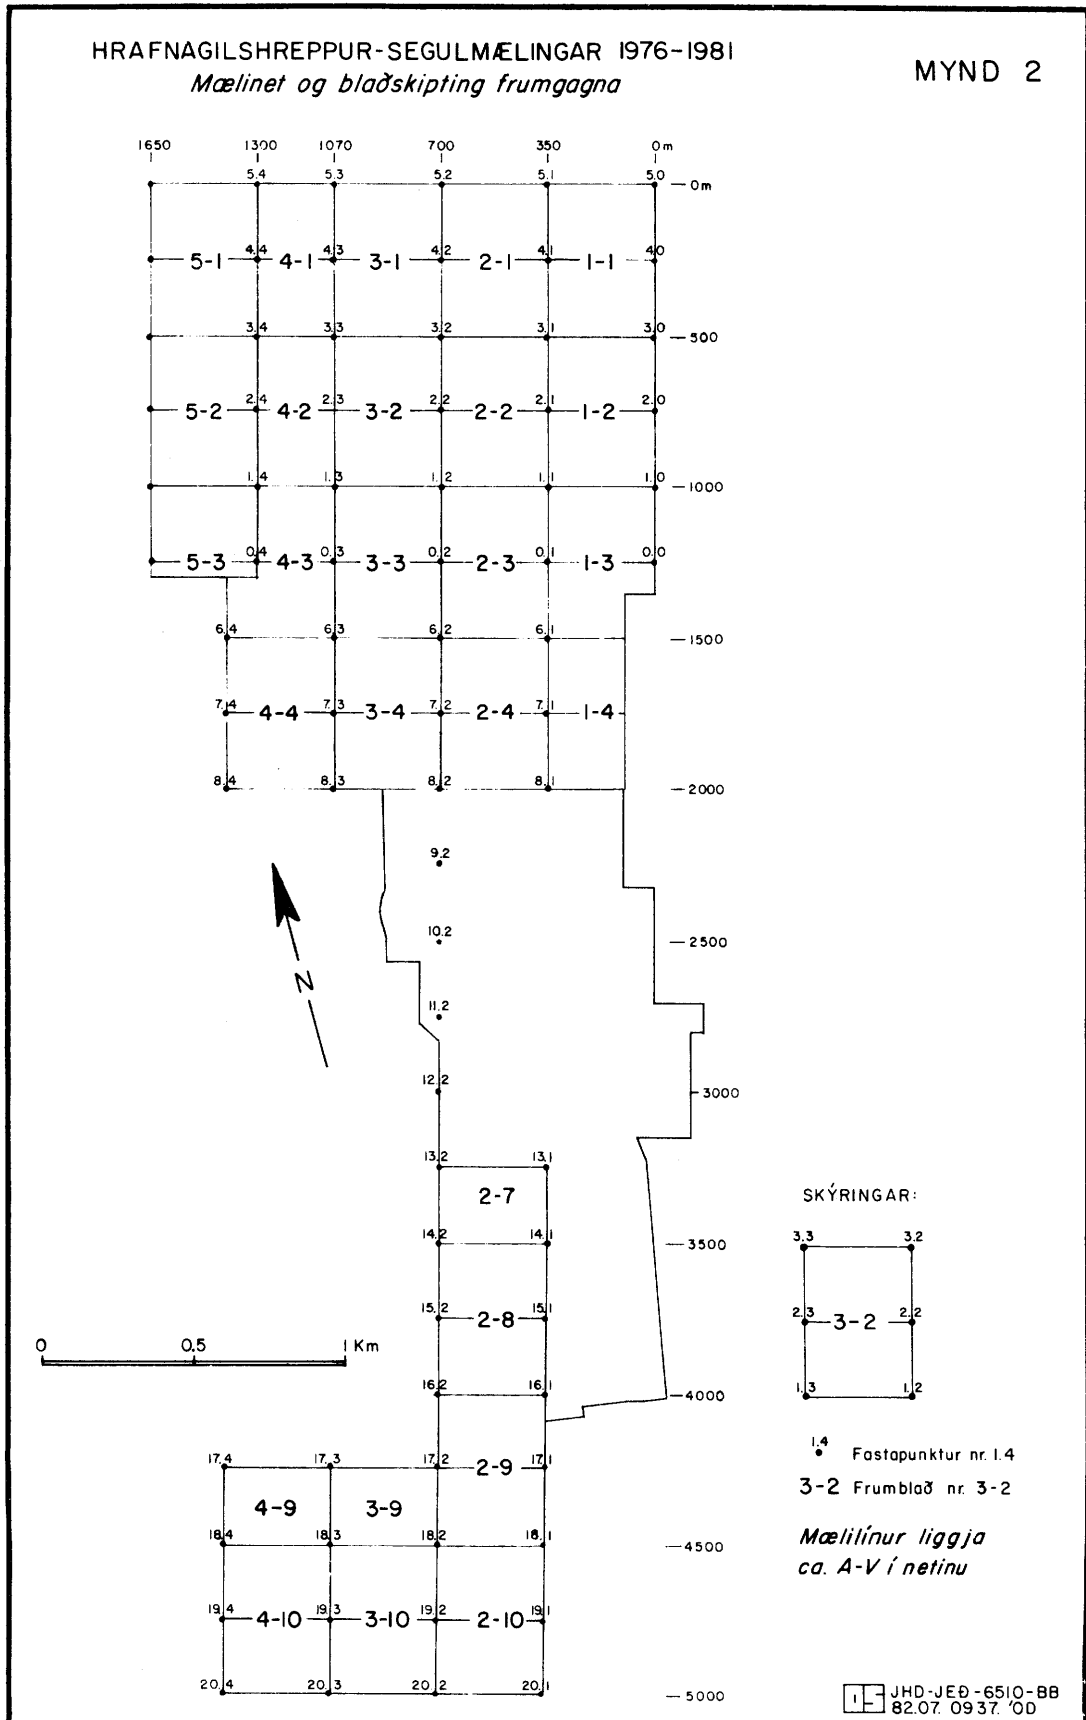 HRAFNAGILSHREPPUR-SEGULMÆLINGAR 1976-1981
Mælinet og blaðskipting frumgagna
MYND 2
1650 1300 1070 700 350 0m
5.4 5.3 5.2 5.1 5.0
0m
4.4 4.3 4.2 4.1 4.0
5-1 4-1 3-1 2-1 1-1
3.4 3.3 3.2 3.1 3.0
500
2.4 2.3 2.2 2.1 2.0
5-2 4-2 3-2 2-2 1-2
1.4 1.3 1.2 1.1 1.0
1000
0.4 0.3 0.2 0.1 0.0
5-3 4-3 3-3 2-3 1-3
6.4 6.3 6.2 6.1
1500
7.4 7.3 7.2 7.1
4-4 3-4 2-4 1-4
8.4 8.3 8.2 8.1
2000
9.2
10.2
2500
N
11.2
12.2
3000
13.2 13.1
2-7
SKÝRINGAR:
14.2 14.1
3500
3.3 3.2
15.2 15.1
2-8
2.3 2.2
3-2
0 0.5 1 Km
16.2 16.1
4000
1.3 1.2
17.4 17.3 17.2 17.1
2-9
1.4
Fastapunktur nr. 1.4
4-9 3-9
3-2 Frumblað nr. 3-2
18.4 18.3 18.2 18.1
4500
Mælilínur liggja
ca. A-V í netinu
19.4 19.3 19.2 19.1
4-10 3-10 2-10
20.4 20.3 20.2 20.1
5000
JHD-JEÐ-6510-BB
82.07. 0937. 'OD